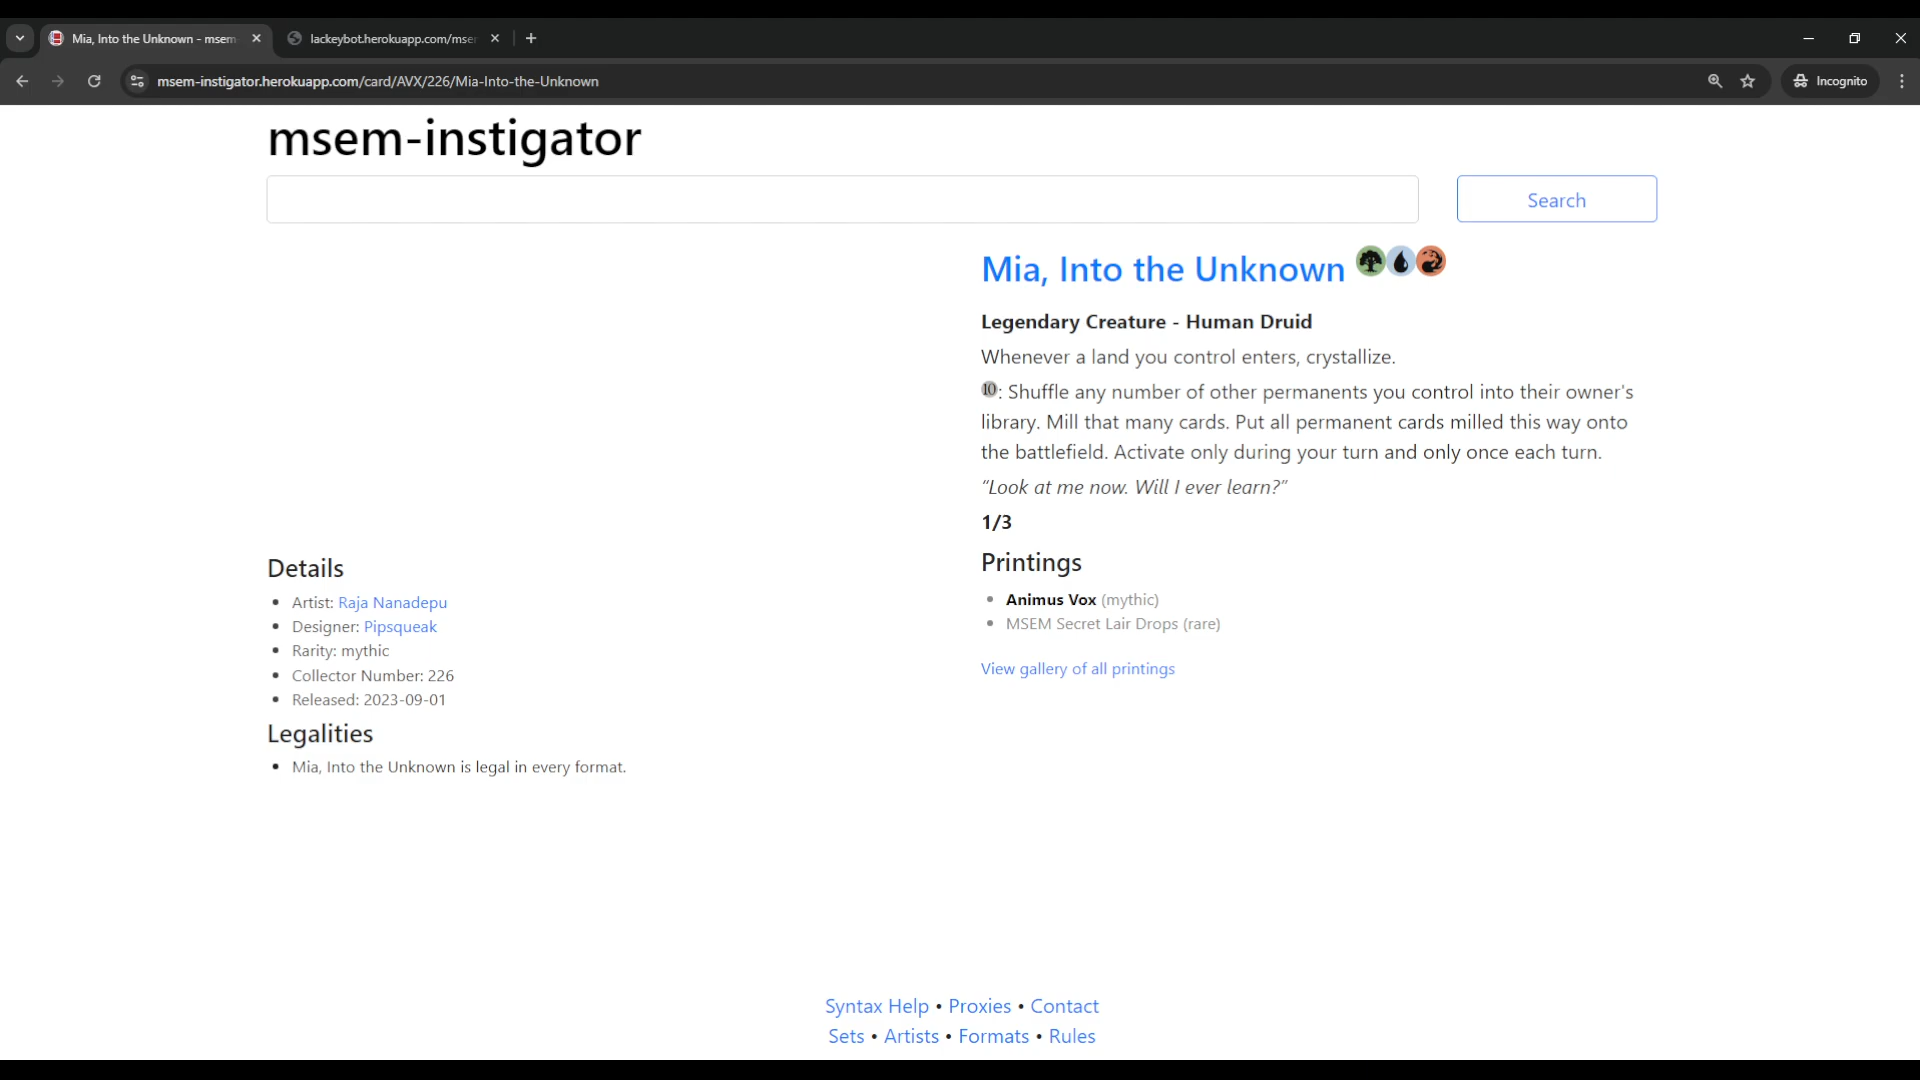 Mia, Into the Unknown - msem
lackeybot.herokuapp.com/mse
msem-instigator.herokuapp.com/card/AVX/226/Mia-Into-the-Unknown
Incognito
msem-instigator
Search
Mia, Into the Unknown
Legendary Creature - Human Druid
Whenever a land you control enters, crystallize.
10: Shuffle any number of other permanents you control into their owner's
library. Mill that many cards. Put all permanent cards milled this way onto
the battlefield. Activate only during your turn and only once each turn.
“Look at me now. Will I ever learn?”
1/3
Printings
Animus Vox (mythic)
MSEM Secret Lair Drops (rare)
View gallery of all printings
Details
Artist: Raja Nanadepu
Designer: Pipsqueak
Rarity: mythic
Collector Number: 226
Released: 2023-09-01
Legalities
Mia, Into the Unknown is legal in every format.
Syntax Help • Proxies • Contact
Sets • Artists • Formats • Rules